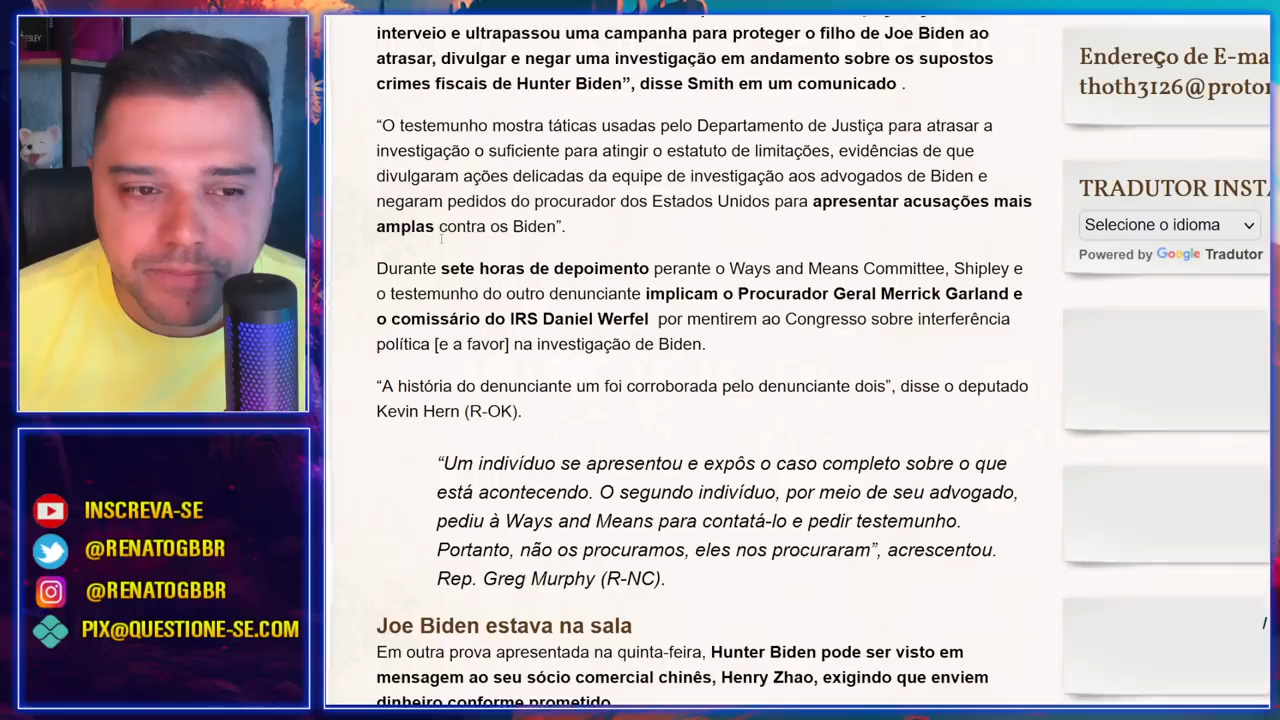 interveio e ultrapassou uma campanha para proteger o filho de Joe Biden ao
atrasar, divulgar e negar uma investigação em andamento sobre os supostos
crimes fiscais de Hunter Biden”, disse Smith em um comunicado .
“O testemunho mostra táticas usadas pelo Departamento de Justiça para atrasar a
investigação o suficiente para atingir o estatuto de limitações, evidências de que
divulgaram ações delicadas da equipe de investigação aos advogados de Biden e
negaram pedidos do procurador dos Estados Unidos para apresentar acusações mais
amplas contra os Biden”.
Durante sete horas de depoimento perante o Ways and Means Committee, Shipley e
o testemunho do outro denunciante implicam o Procurador Geral Merrick Garland e
o comissário do IRS Daniel Werfel por mentirem ao Congresso sobre interferência
política [e a favor] na investigação de Biden.
“A história do denunciante um foi corroborada pelo denunciante dois”, disse o deputado
Kevin Hern (R-OK).
“Um indivíduo se apresentou e expôs o caso completo sobre o que
está acontecendo. O segundo indivíduo, por meio de seu advogado,
pediu à Ways and Means para contatá-lo e pedir testemunho.
Portanto, não os procuramos, eles nos procuraram”, acrescentou.
Rep. Greg Murphy (R-NC).
Joe Biden estava na sala
Em outra prova apresentada na quinta-feira, Hunter Biden pode ser visto em
mensagem ao seu sócio comercial chinês, Henry Zhao, exigindo que enviem
dinheiro conforme prometido
Endereço de E-ma
thoth3126@proton
TRADUTOR INSTA
Selecione o idioma
Powered by Google Tradutor
INSCREVA-SE
@RENATOGBBR
@RENATOGBBR
PIX@QUESTIONE-SE.COM